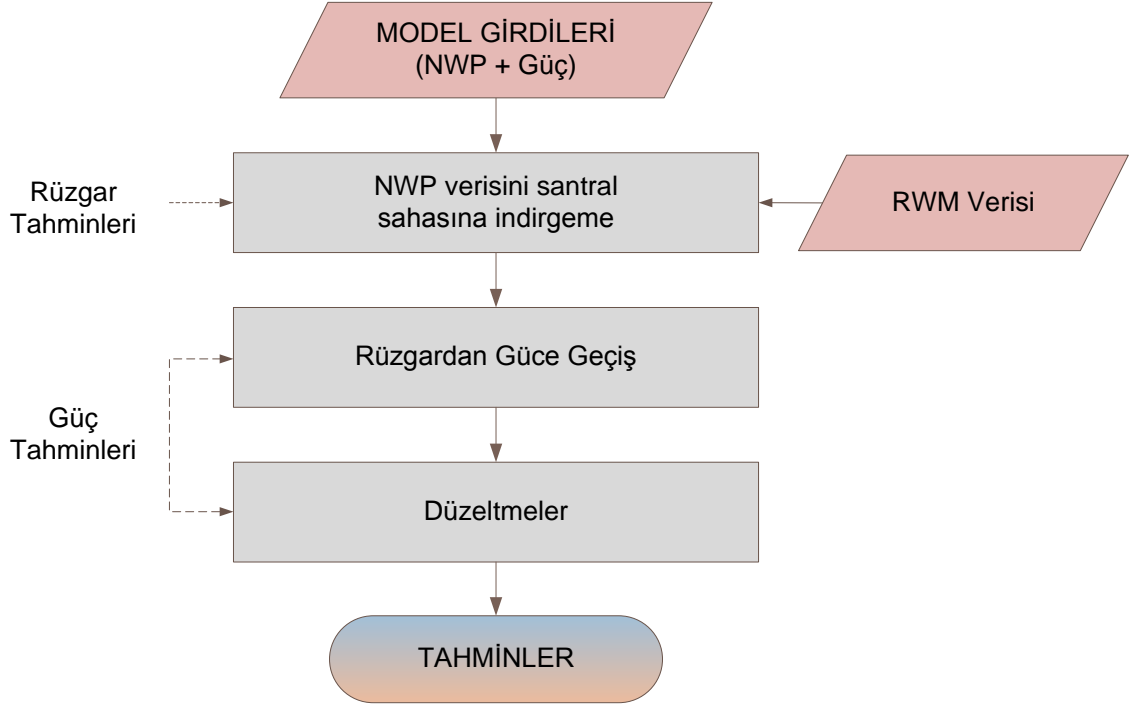 MODEL GİRDİLERİ
(NWP + Güç)
Rüzgar
Tahminleri
NWP verisini santral
sahasına indirgeme
RWM Verisi
Rüzgardan Güce Geçiş
Güç
Tahminleri
Düzeltmeler
TAHMİNLER